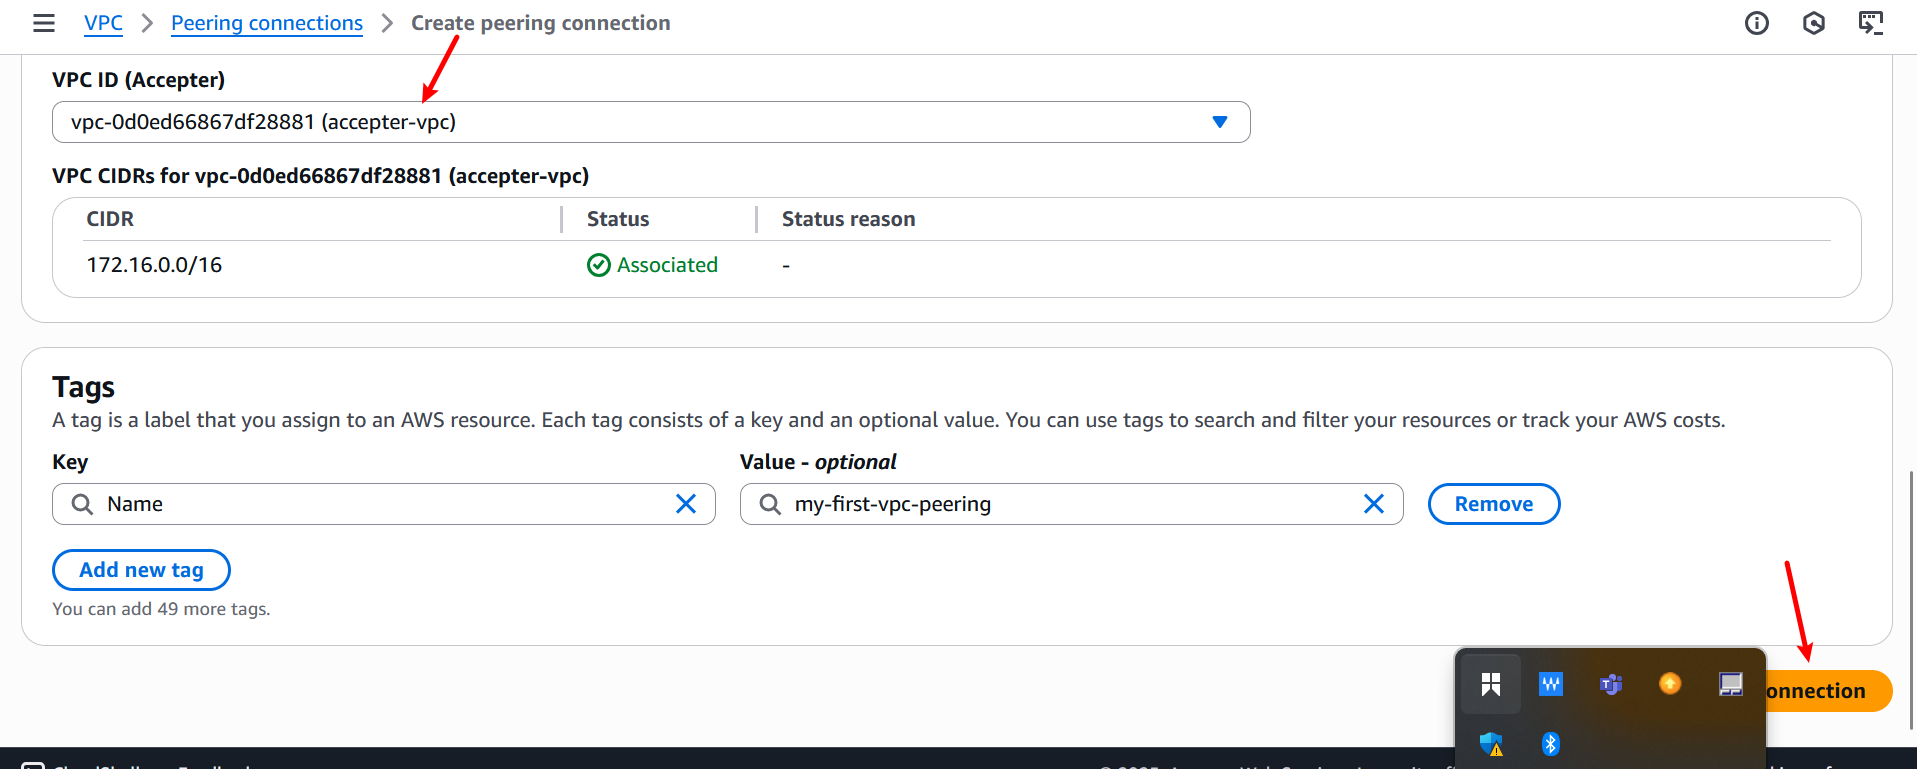 VPC Peering connections Create peering connection
VPC ID (Accepter)
vpc-0d0ed66867df28881 (accepter-vpc)
VPC CIDRs for vpc-0d0ed66867df28881 (accepter-vpc)
CIDR Status Status reason
172.16.0.0/16 Associated -
Tags
A tag is a label that you assign to an AWS resource. Each tag consists of a key and an optional value. You can use tags to search and filter your resources or track your AWS costs.
Key Value - optional
Name my-first-vpc-peering Remove
Add new tag
You can add 49 more tags.
onnection